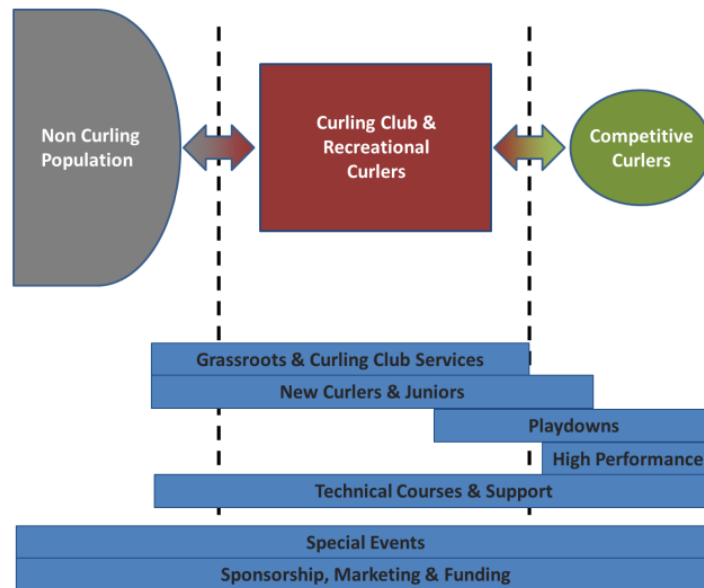 Non Curling
Population
Curling Club &
Recreational
Curlers
Competitive
Curlers
Grassroots & Curling Club Services
New Curlers & Juniors
Playdowns
High Performance
Technical Courses & Support
Special Events
Sponsorship, Marketing & Funding